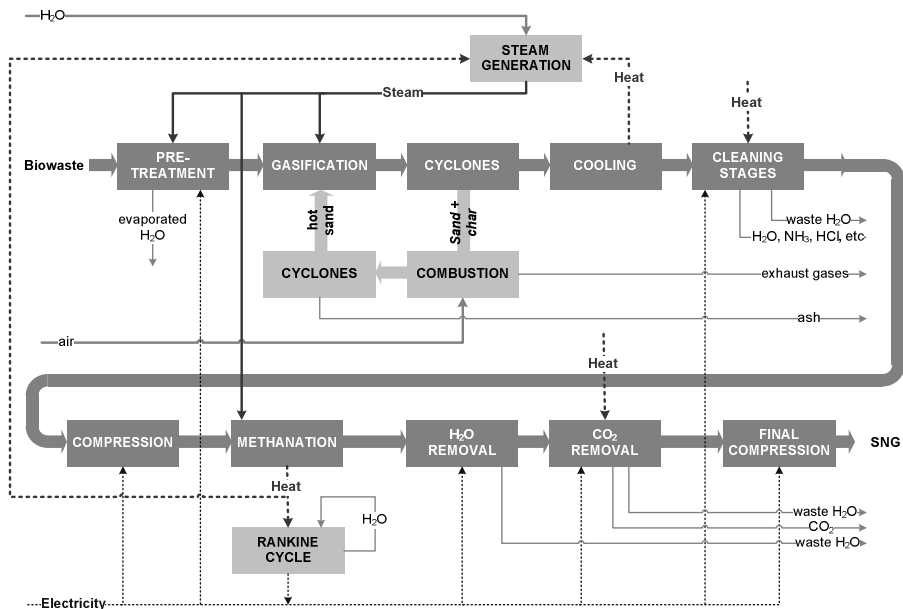 H₂O
STEAM
GENERATION
Steam
Heat
Heat
Biowaste
PRE-
TREATMENT
GASIFICATION
CYCLONES
COOLING
CLEANING
STAGES
evaporated
H₂O
hot
sand
Sand +
char
waste H₂O
H₂O, NH₃, HCl, etc
CYCLONES
COMBUSTION
exhaust gases
ash
air
Heat
COMPRESSION
METHANATION
H₂O
REMOVAL
CO₂
REMOVAL
FINAL
COMPRESSION
SNG
Heat
H₂O
RANKINE
CYCLE
waste H₂O
CO₂
waste H₂O
Electricity